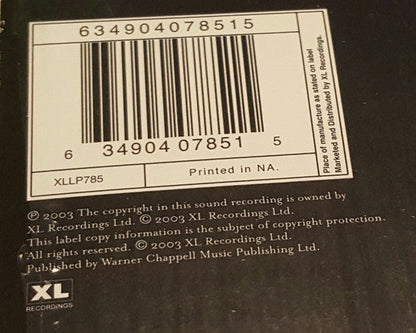 634904078515
6 34904 07851 5
XLLP785
Printed in NA.
Place of manufacture as stated on label
Marketed and Distributed by XL Recordings.
℗ 2003 The copyright in this sound recording is owned by
XL Recordings Ltd. © 2003 XL Recordings Ltd.
This label copy information is the subject of copyright protection.
All rights reserved. © 2003 XL Recordings Ltd.
Published by Warner Chappell Music Publishing Ltd.
XL
RECORDINGS